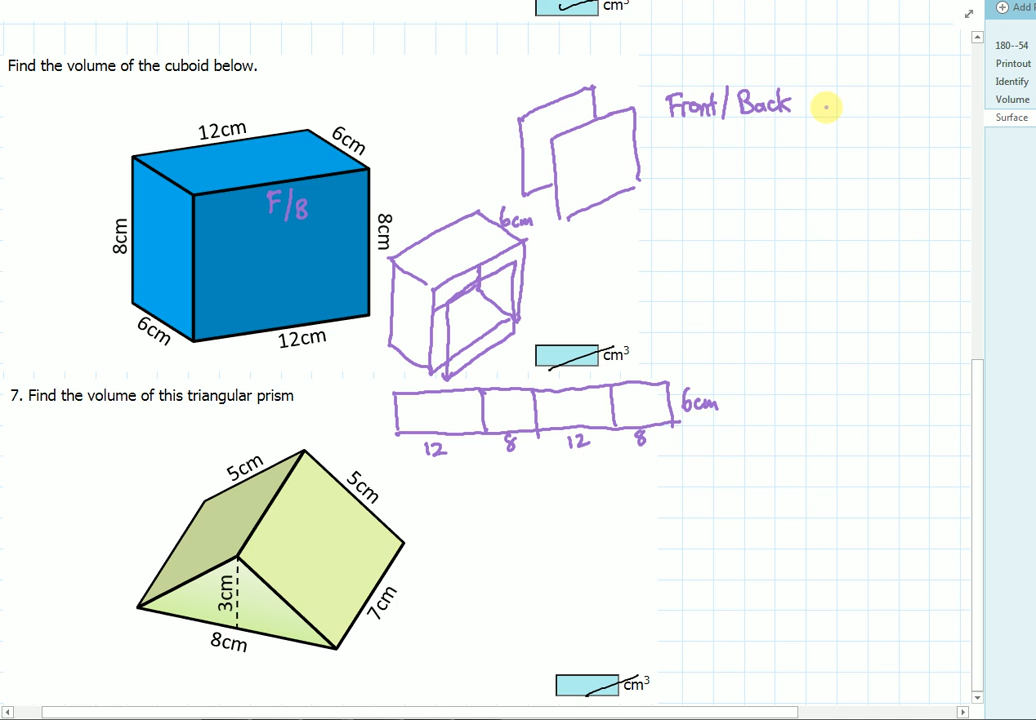 cm³
Add
180--54
Printout
Identify
Volume
Surface
Find the volume of the cuboid below.
Front/Back
12cm
6cm
F/B
8cm
8cm
6cm
6cm
12cm
cm³
7. Find the volume of this triangular prism
6cm
12 8 12 8
5cm
5cm
3cm
7cm
8cm
cm³